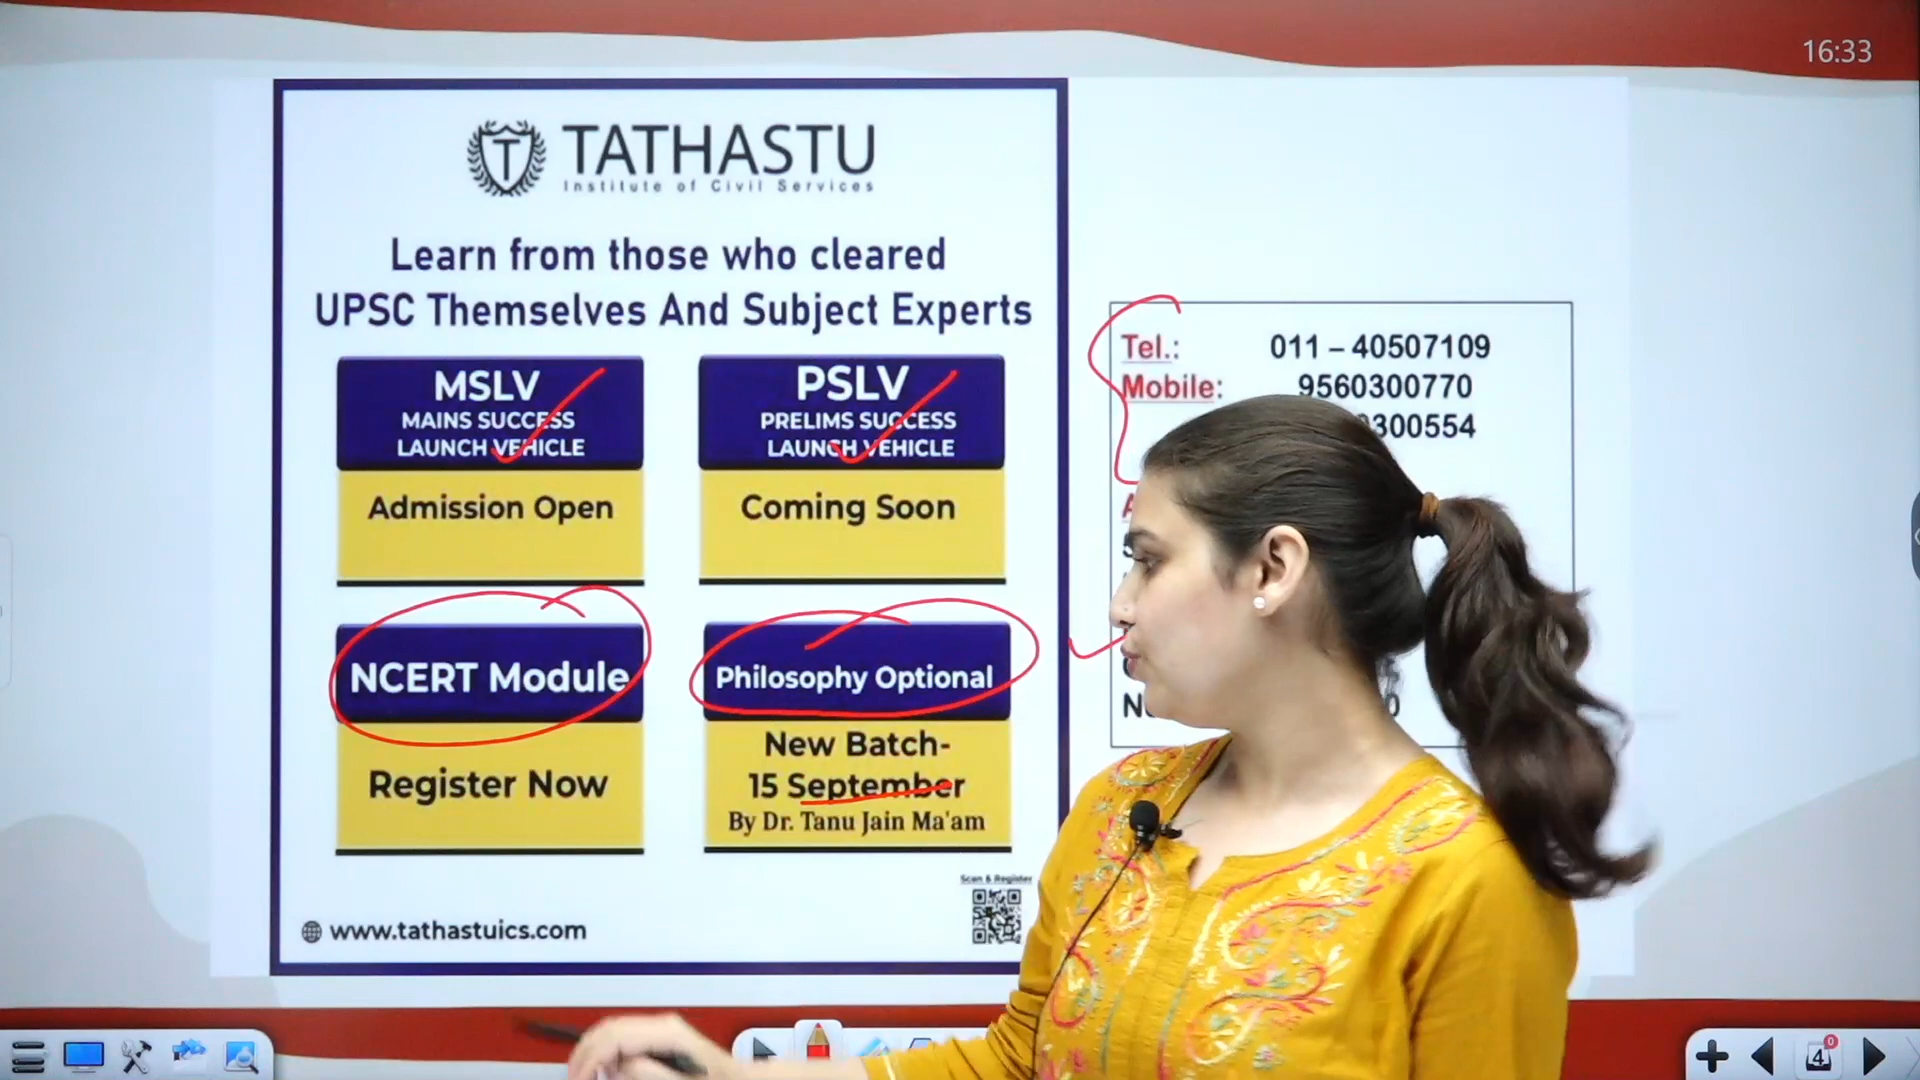 16:33
TATHASTU
Institute of Civil Services
Learn from those who cleared
UPSC Themselves And Subject Experts
MSLV
MAINS SUCCESS
LAUNCH VEHICLE
Admission Open
PSLV
PRELIMS SUCCESS
LAUNCH VEHICLE
Coming Soon
NCERT Module
Register Now
Philosophy Optional
New Batch-
15 September
By Dr. Tanu Jain Ma'am
Scan & Register
www.tathastuics.com
Tel.: 011 – 40507109
Mobile: 9560300770
300554
4
0